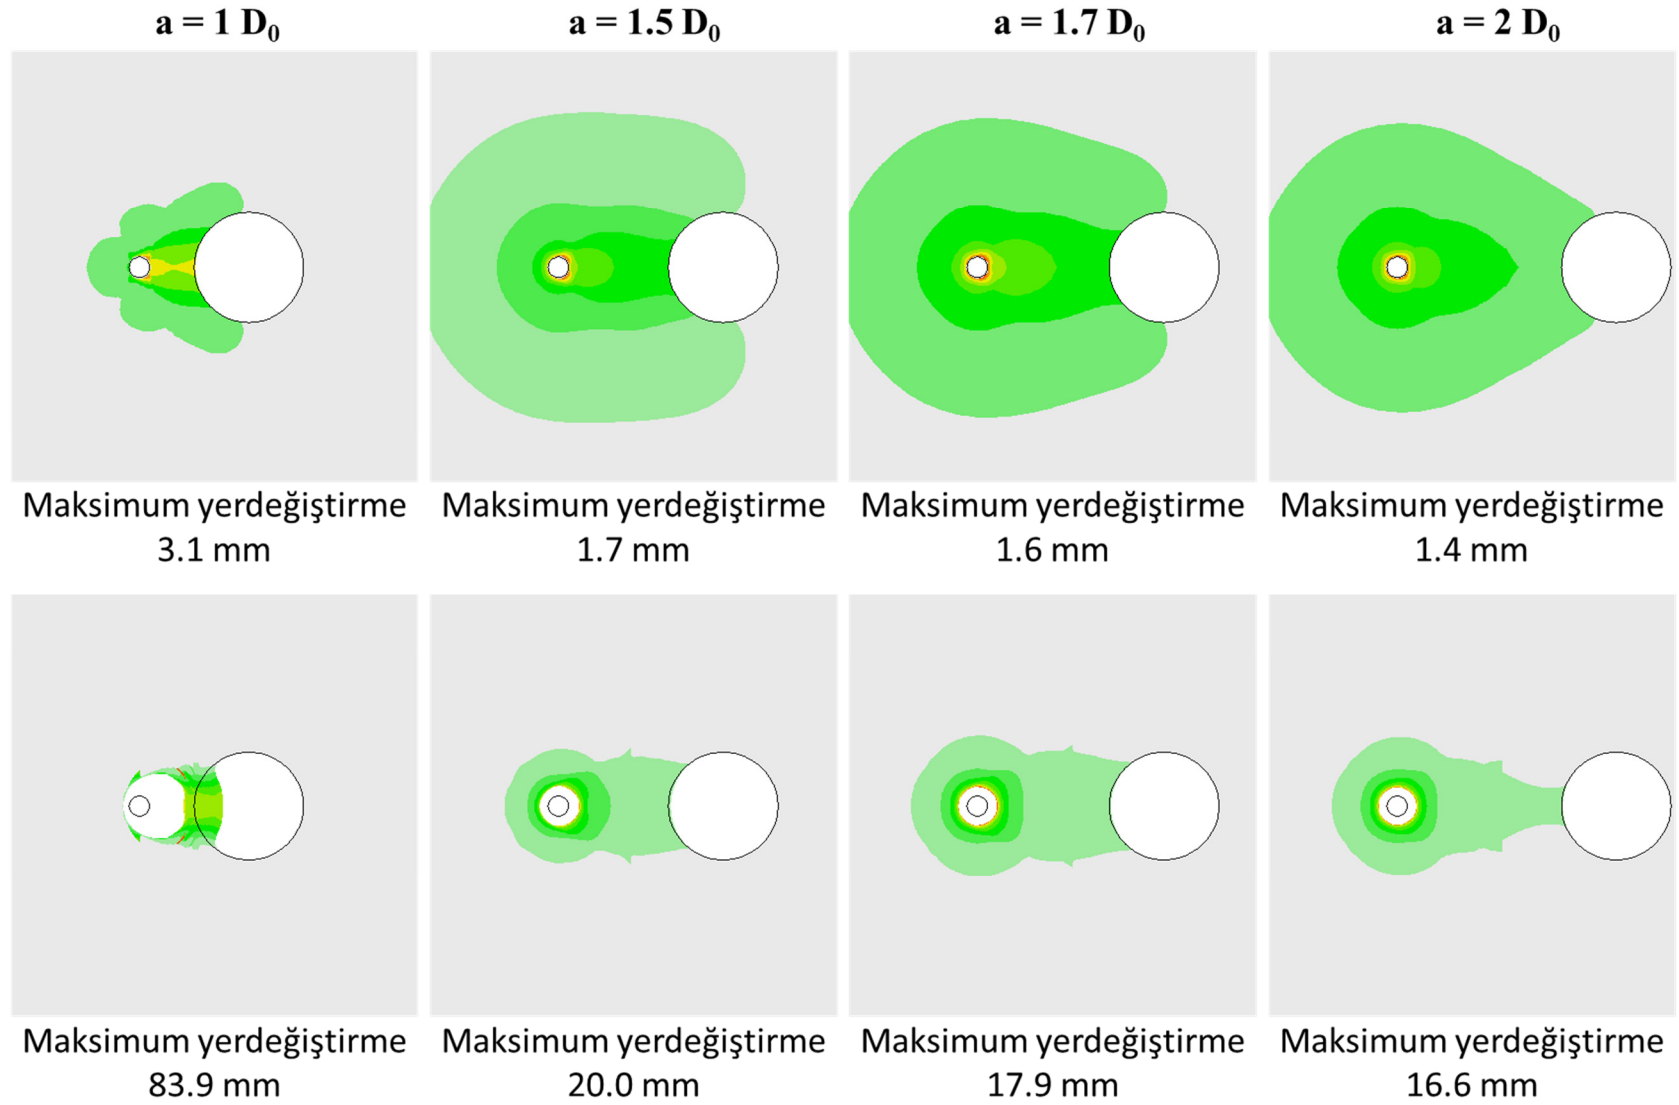 a = 1 D₀
a = 1.5 D₀
a = 1.7 D₀
a = 2 D₀
Maksimum yerdeğiştirme
3.1 mm
Maksimum yerdeğiştirme
1.7 mm
Maksimum yerdeğiştirme
1.6 mm
Maksimum yerdeğiştirme
1.4 mm
Maksimum yerdeğiştirme
83.9 mm
Maksimum yerdeğiştirme
20.0 mm
Maksimum yerdeğiştirme
17.9 mm
Maksimum yerdeğiştirme
16.6 mm